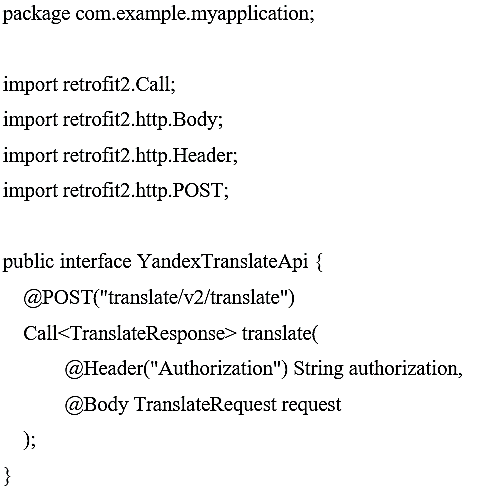 package com.example.myapplication;
import retrofit2.Call;
import retrofit2.http.Body;
import retrofit2.http.Header;
import retrofit2.http.POST;
public interface YandexTranslateApi {
@POST("translate/v2/translate")
Call<TranslateResponse> translate(
@Header("Authorization") String authorization,
@Body TranslateRequest request
);
}